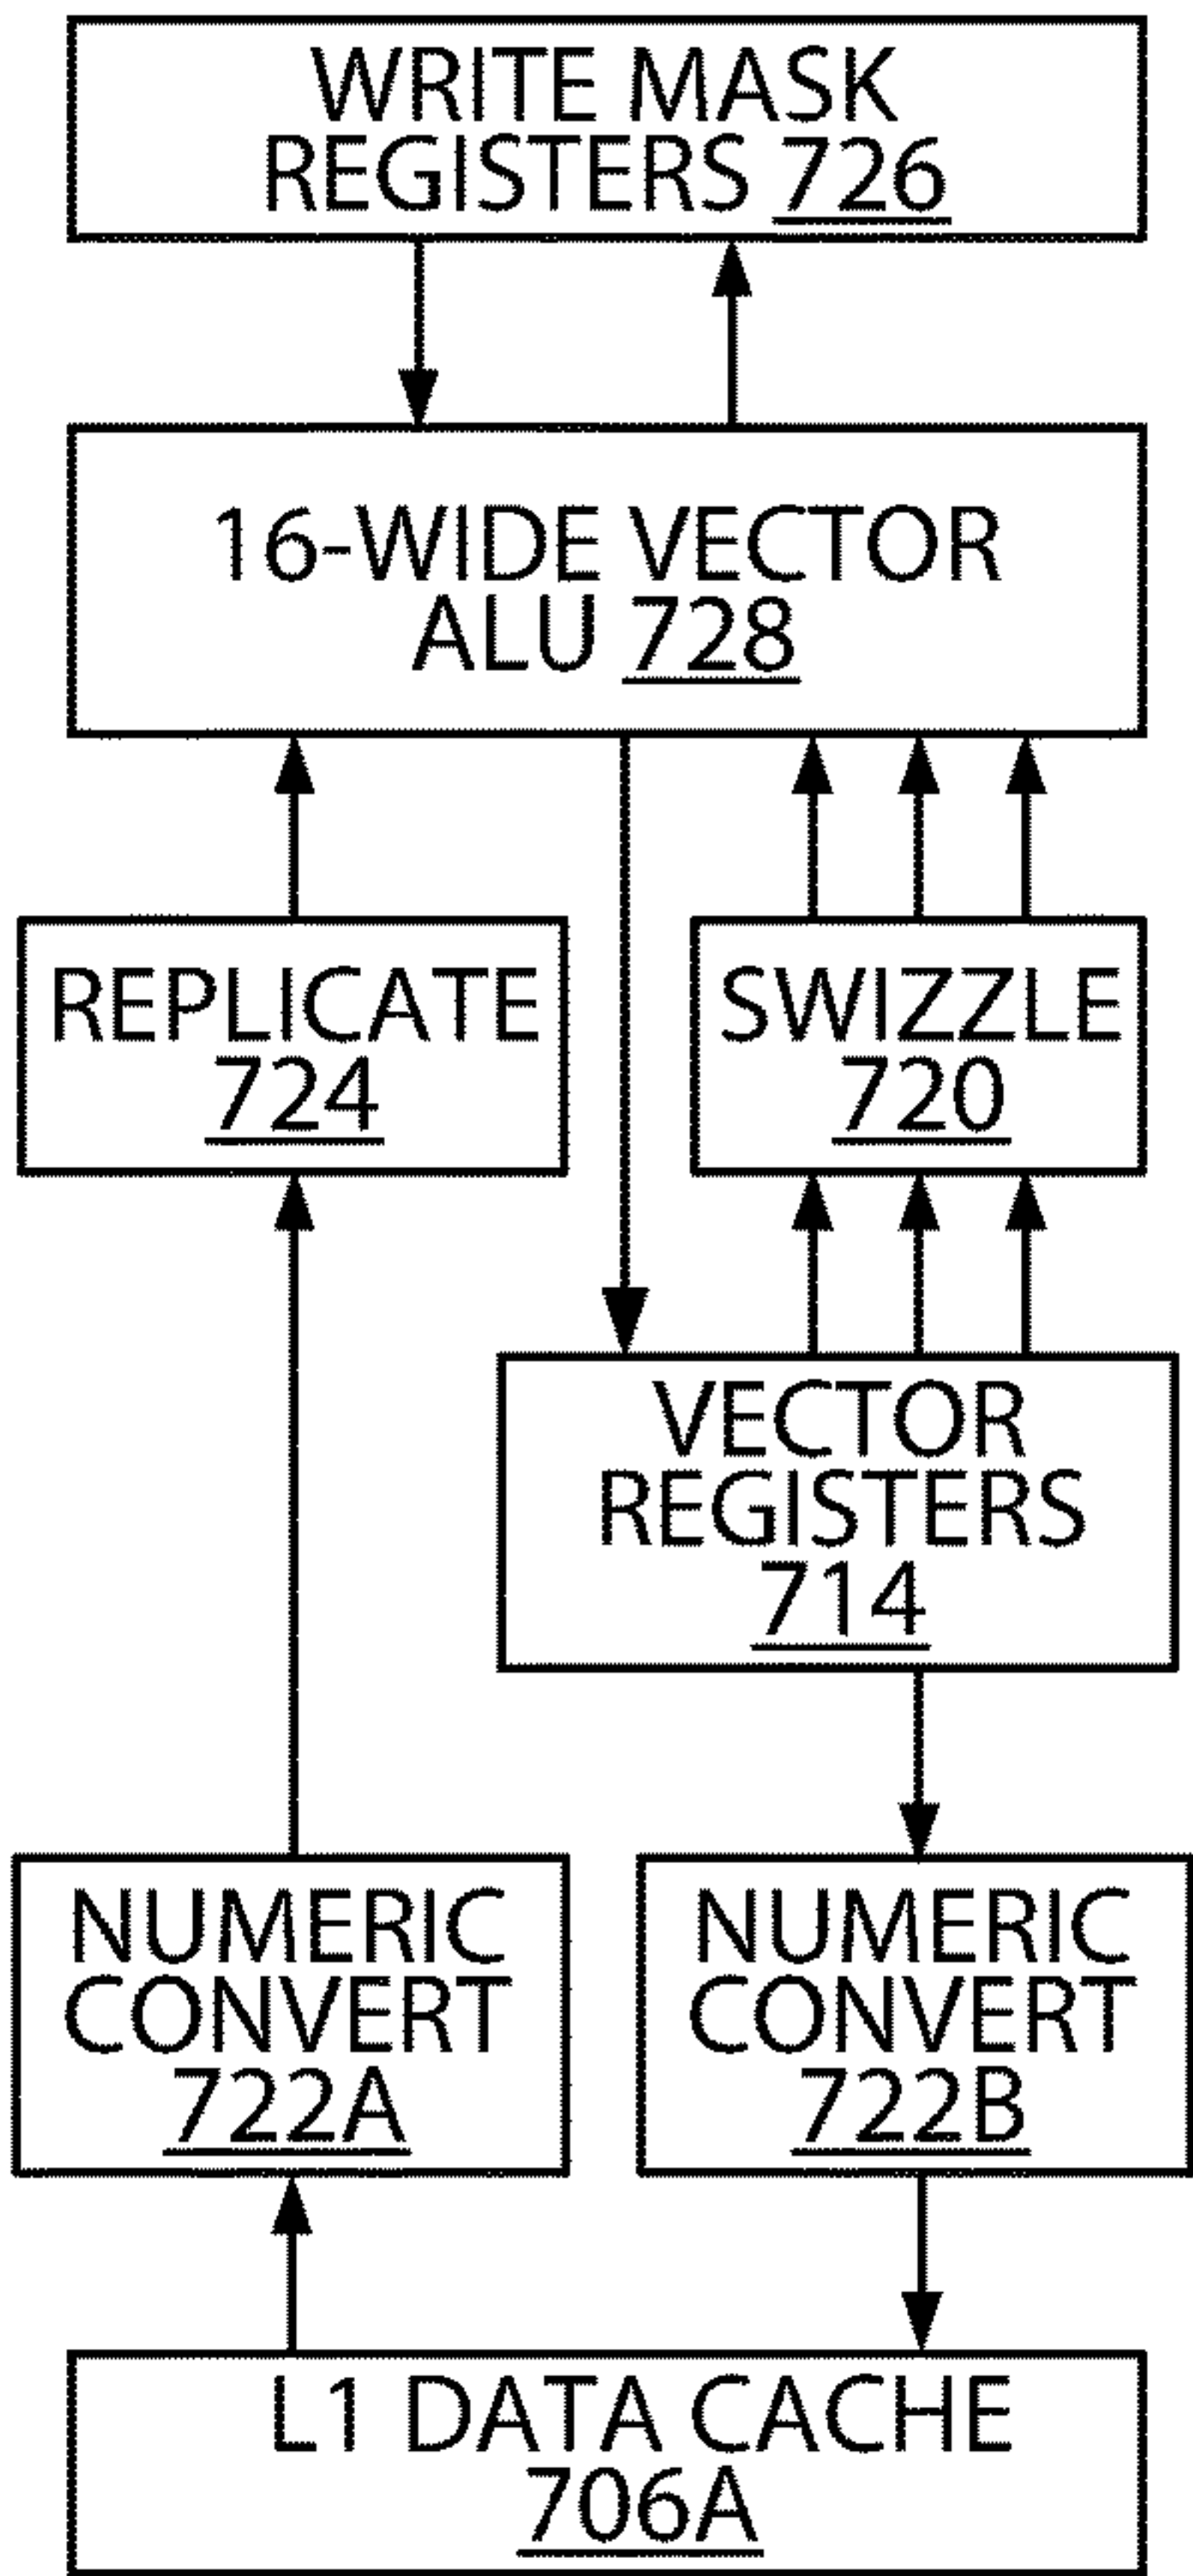 WRITE MASK
REGISTERS 726
16-WIDE VECTOR
ALU 728
REPLICATE
724
SWIZZLE
720
VECTOR
REGISTERS
714
NUMERIC
CONVERT
722A
NUMERIC
CONVERT
722B
L1 DATA CACHE
706A